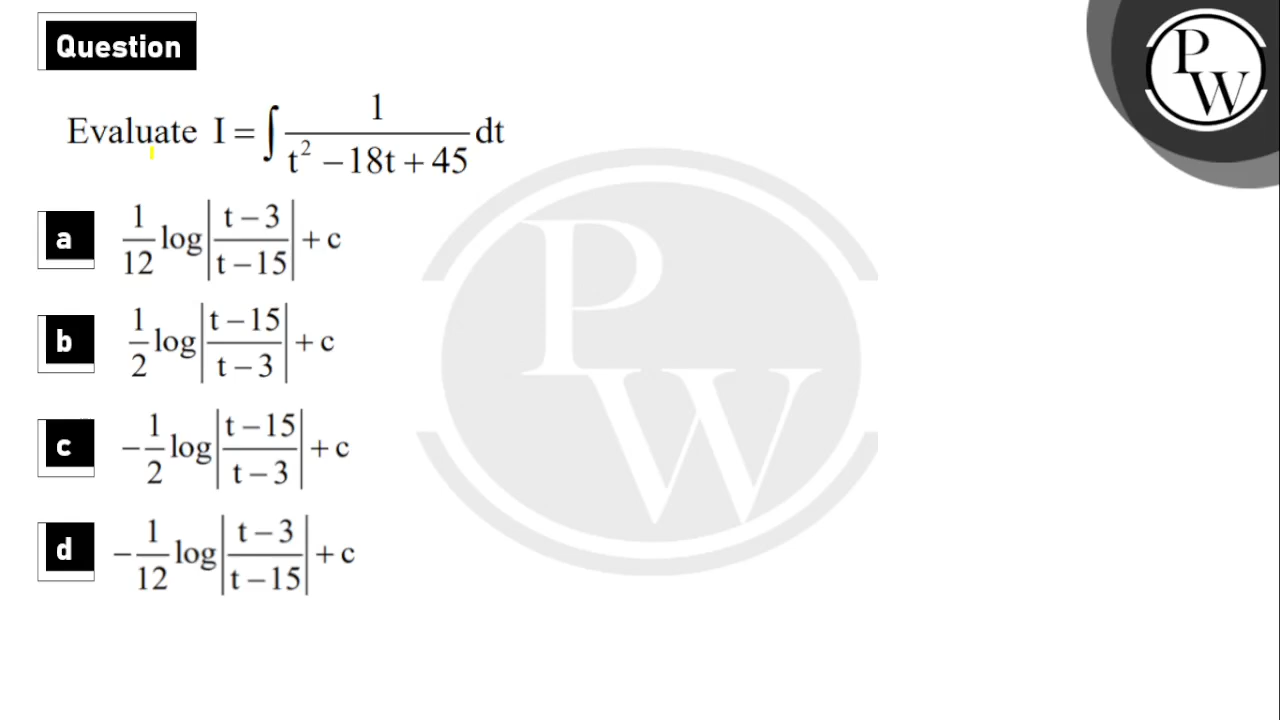 Question
PW
Evaluate I = ∫ 1/(t² − 18t + 45) dt
a 1/12 log |(t − 3)/(t − 15)| + c
b 1/2 log |(t − 15)/(t − 3)| + c
c − 1/2 log |(t − 15)/(t − 3)| + c
d − 1/12 log |(t − 3)/(t − 15)| + c
PW